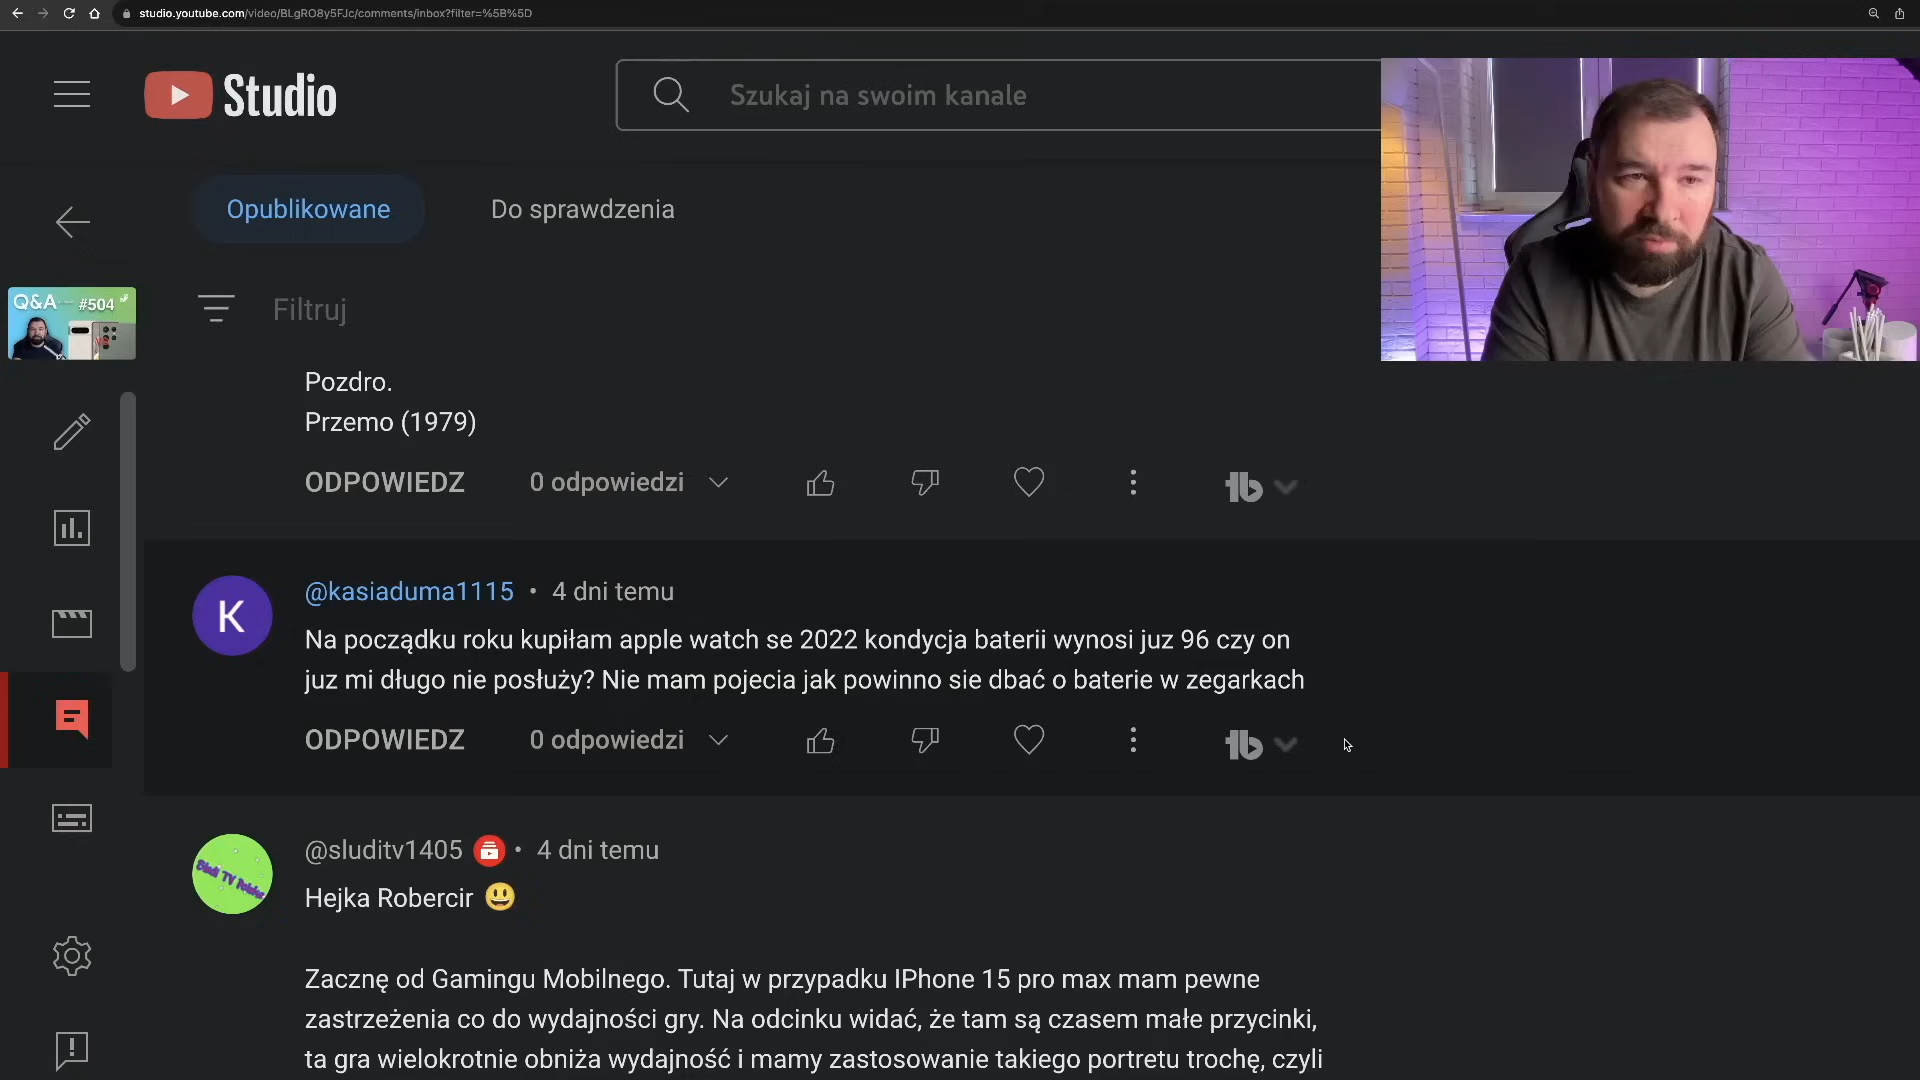 studio.youtube.com/video/BLgRO8y5FJc/comments/inbox?filter=%5B%5D
Studio
Szukaj na swoim kanale
Opublikowane
Do sprawdzenia
Q&A #504
Filtruj
Pozdro.
Przemo (1979)
ODPOWIEDZ 0 odpowiedzi
K
@kasiaduma1115 • 4 dni temu
Na początku roku kupiłam apple watch se 2022 kondycja baterii wynosi juz 96 czy on
juz mi długo nie posłuży? Nie mam pojecia jak powinno sie dbać o baterie w zegarkach
ODPOWIEDZ 0 odpowiedzi
@sluditv1405 • 4 dni temu
Hejka Robercir 😃
Zacznę od Gamingu Mobilnego. Tutaj w przypadku IPhone 15 pro max mam pewne
zastrzeżenia co do wydajności gry. Na odcinku widać, że tam są czasem małe przycinki,
ta gra wielokrotnie obniża wydajność i mamy zastosowanie takiego portretu trochę, czyli